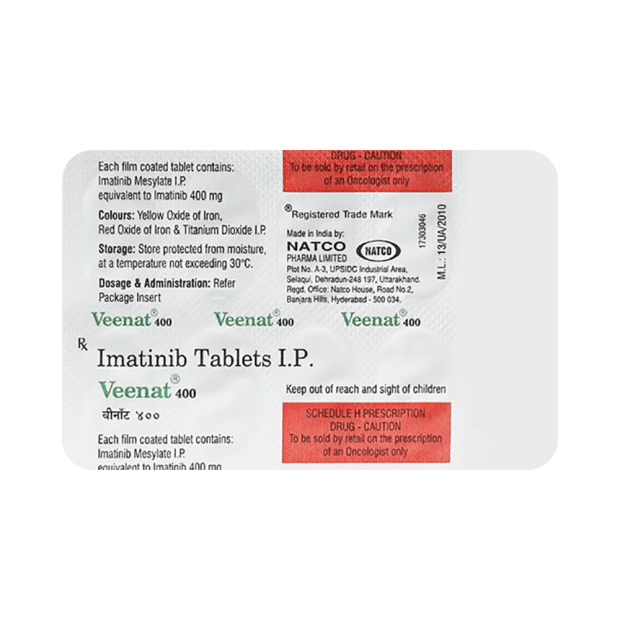 Each film coated tablet contains:
Imatinib Mesylate I.P.
equivalent to Imatinib 400 mg
Colours: Yellow Oxide of Iron,
Red Oxide of Iron & Titanium Dioxide I.P.
Storage: Store protected from moisture,
at a temperature not exceeding 30°C.
Dosage & Administration: Refer
Package Insert
DRUG - CAUTION
To be sold by retail on the prescription
of an Oncologist only
®Registered Trade Mark
Made in India by:
NATCO
PHARMA LIMITED
NATCO
Plot No. A-3, UPSIDC Industrial Area,
Selaqui, Dehradun-248 197, Uttarakhand.
Regd. Office: Natco House, Road No.2,
Banjara Hills, Hyderabad - 500 034.
17303046
M.L.: 13/UA/2010
Veenat® 400 Veenat® 400 Veenat® 400
℞ Imatinib Tablets I.P.
Veenat® 400
वीनॉट ४००
Each film coated tablet contains:
Imatinib Mesylate I.P.
equivalent to Imatinib 400 mg
Keep out of reach and sight of children
SCHEDULE H PRESCRIPTION
DRUG - CAUTION
To be sold by retail on the prescription
of an Oncologist only